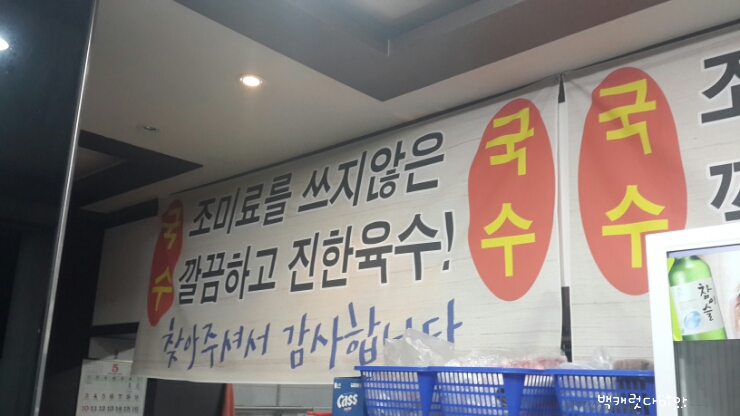 국수
조미료를 쓰지않은
깔끔하고 진한육수!
찾아주셔서 감사합니다
국수
국수
조
참이슬
Cass
백캐럿다이아